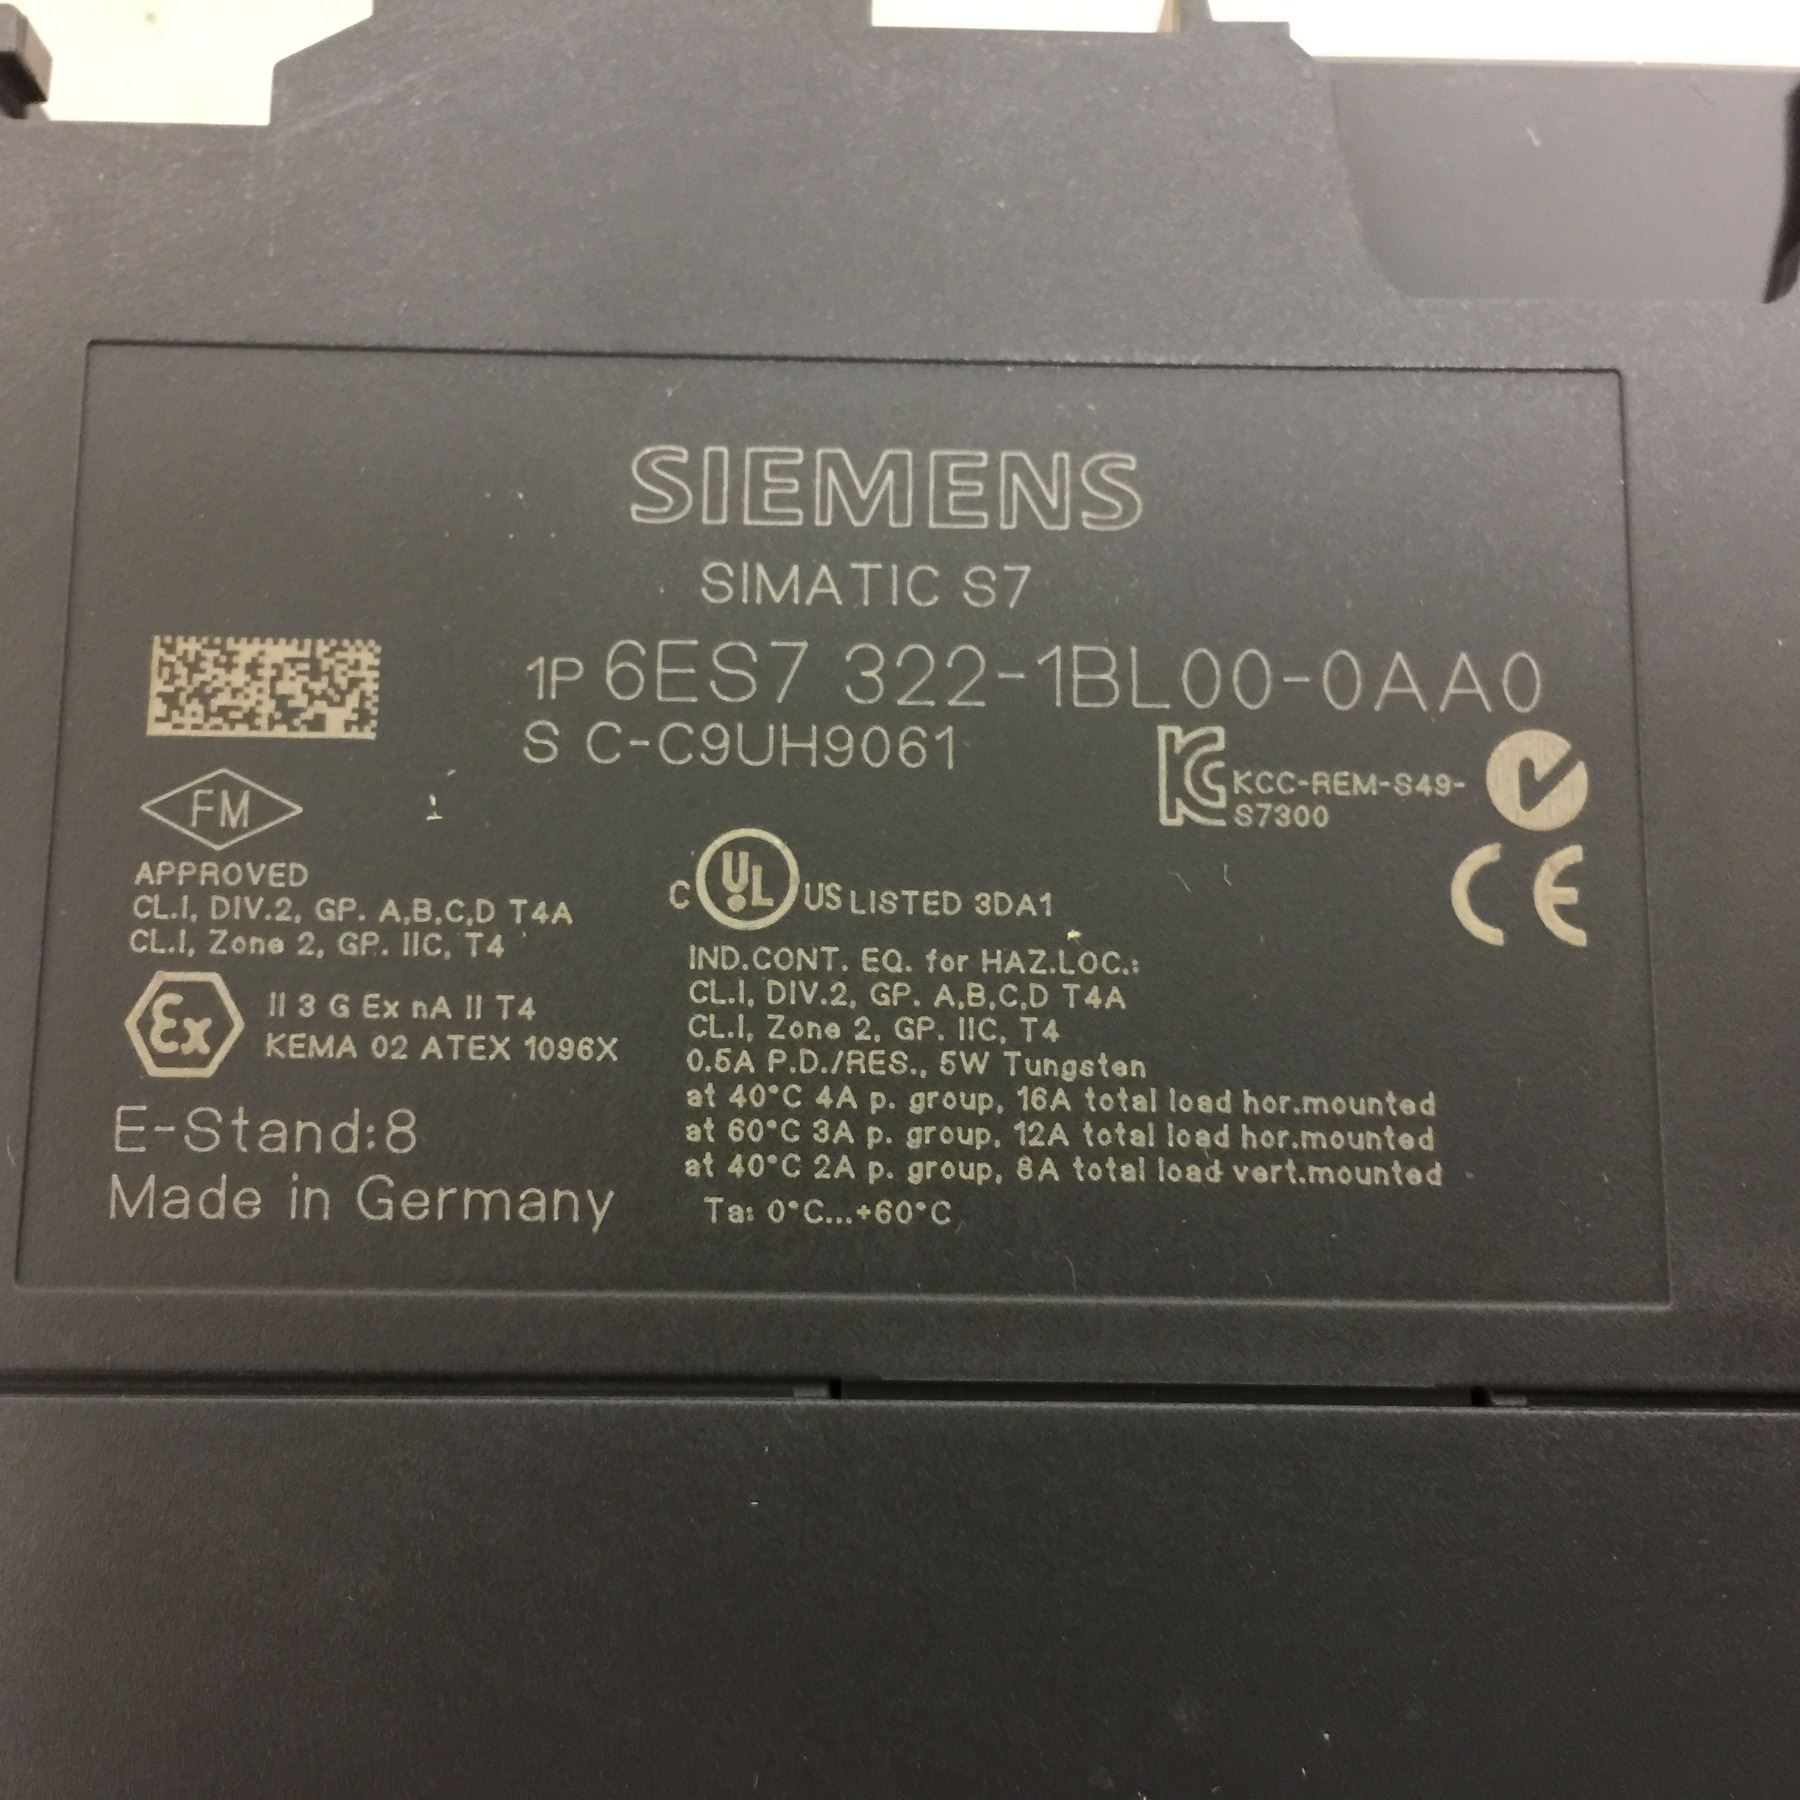 SIEMENS
SIMATIC S7
1P 6ES7 322-1BL00-0AA0
S C-C9UH9061
KCC-REM-S49-
S7300
FM
APPROVED
CL.I, DIV.2, GP. A,B,C,D T4A
CL.I, Zone 2, GP. IIC, T4
Ex
II 3 G Ex nA II T4
KEMA 02 ATEX 1096X
E-Stand:8
Made in Germany
C UL US LISTED 3DA1
CE
IND.CONT. EQ. for HAZ.LOC.:
CL.I, DIV.2, GP. A,B,C,D T4A
CL.I, Zone 2, GP. IIC, T4
0.5A P.D./RES., 5W Tungsten
at 40°C 4A p. group, 16A total load hor.mounted
at 60°C 3A p. group, 12A total load hor.mounted
at 40°C 2A p. group, 8A total load vert.mounted
Ta: 0°C...+60°C